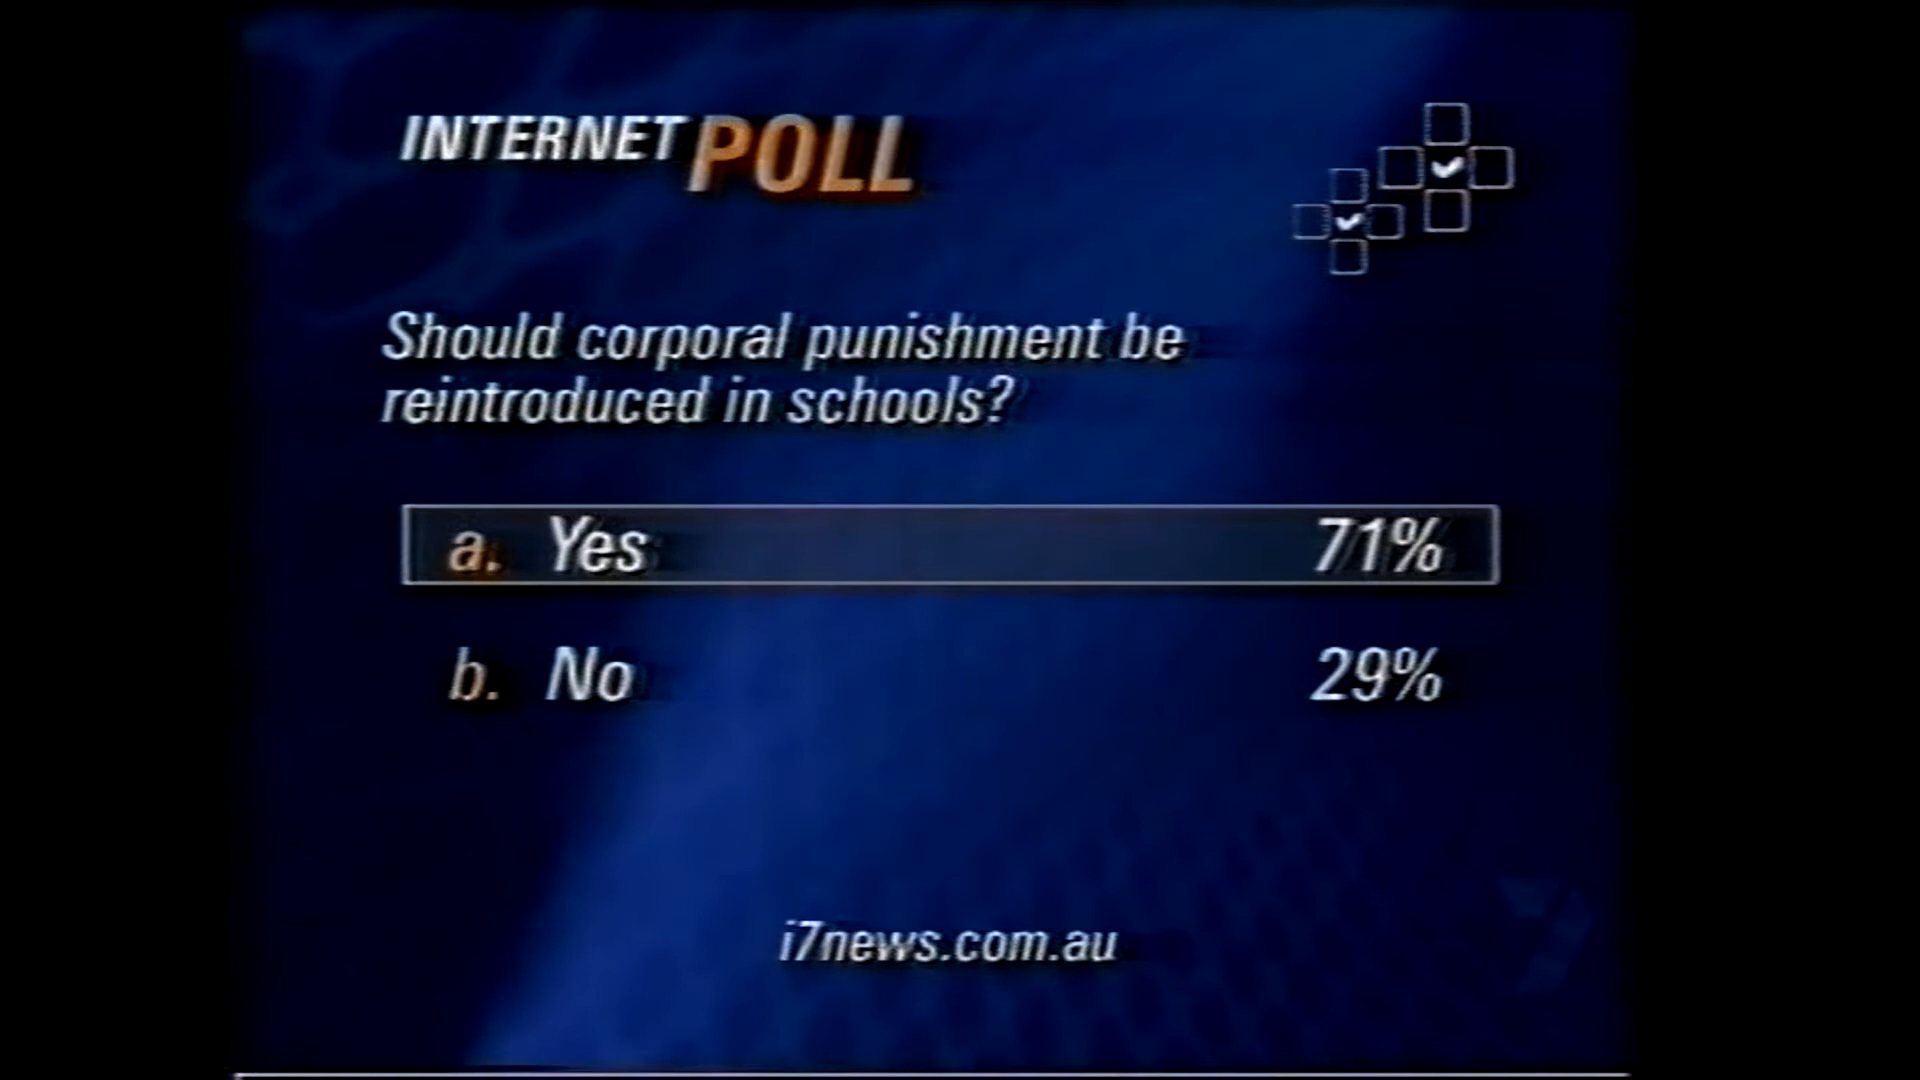 INTERNET POLL
Should corporal punishment be
reintroduced in schools?
a. Yes 71%
b. No 29%
i7news.com.au